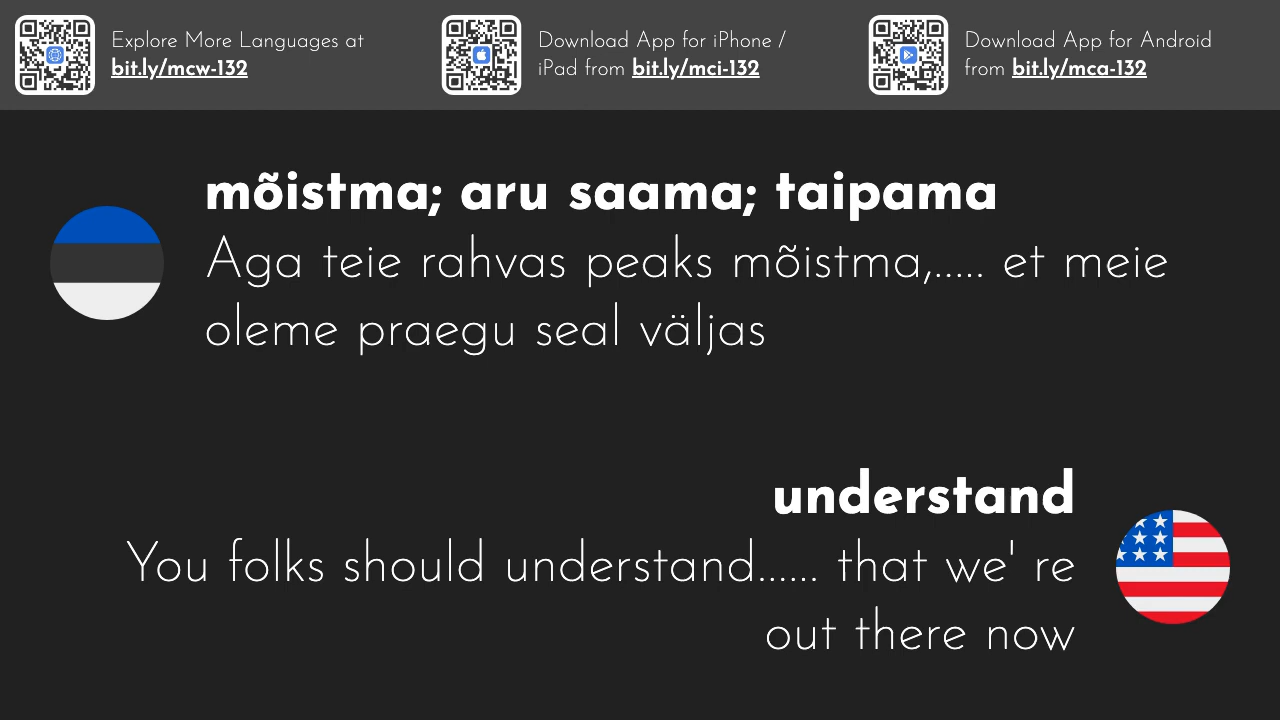 Explore More Languages at
bit.ly/mcw-132
Download App for iPhone /
iPad from bit.ly/mci-132
Download App for Android
from bit.ly/mca-132
mõistma; aru saama; taipama
Aga teie rahvas peaks mõistma,..... et meie
oleme praegu seal väljas
understand
You folks should understand...... that we' re
out there now